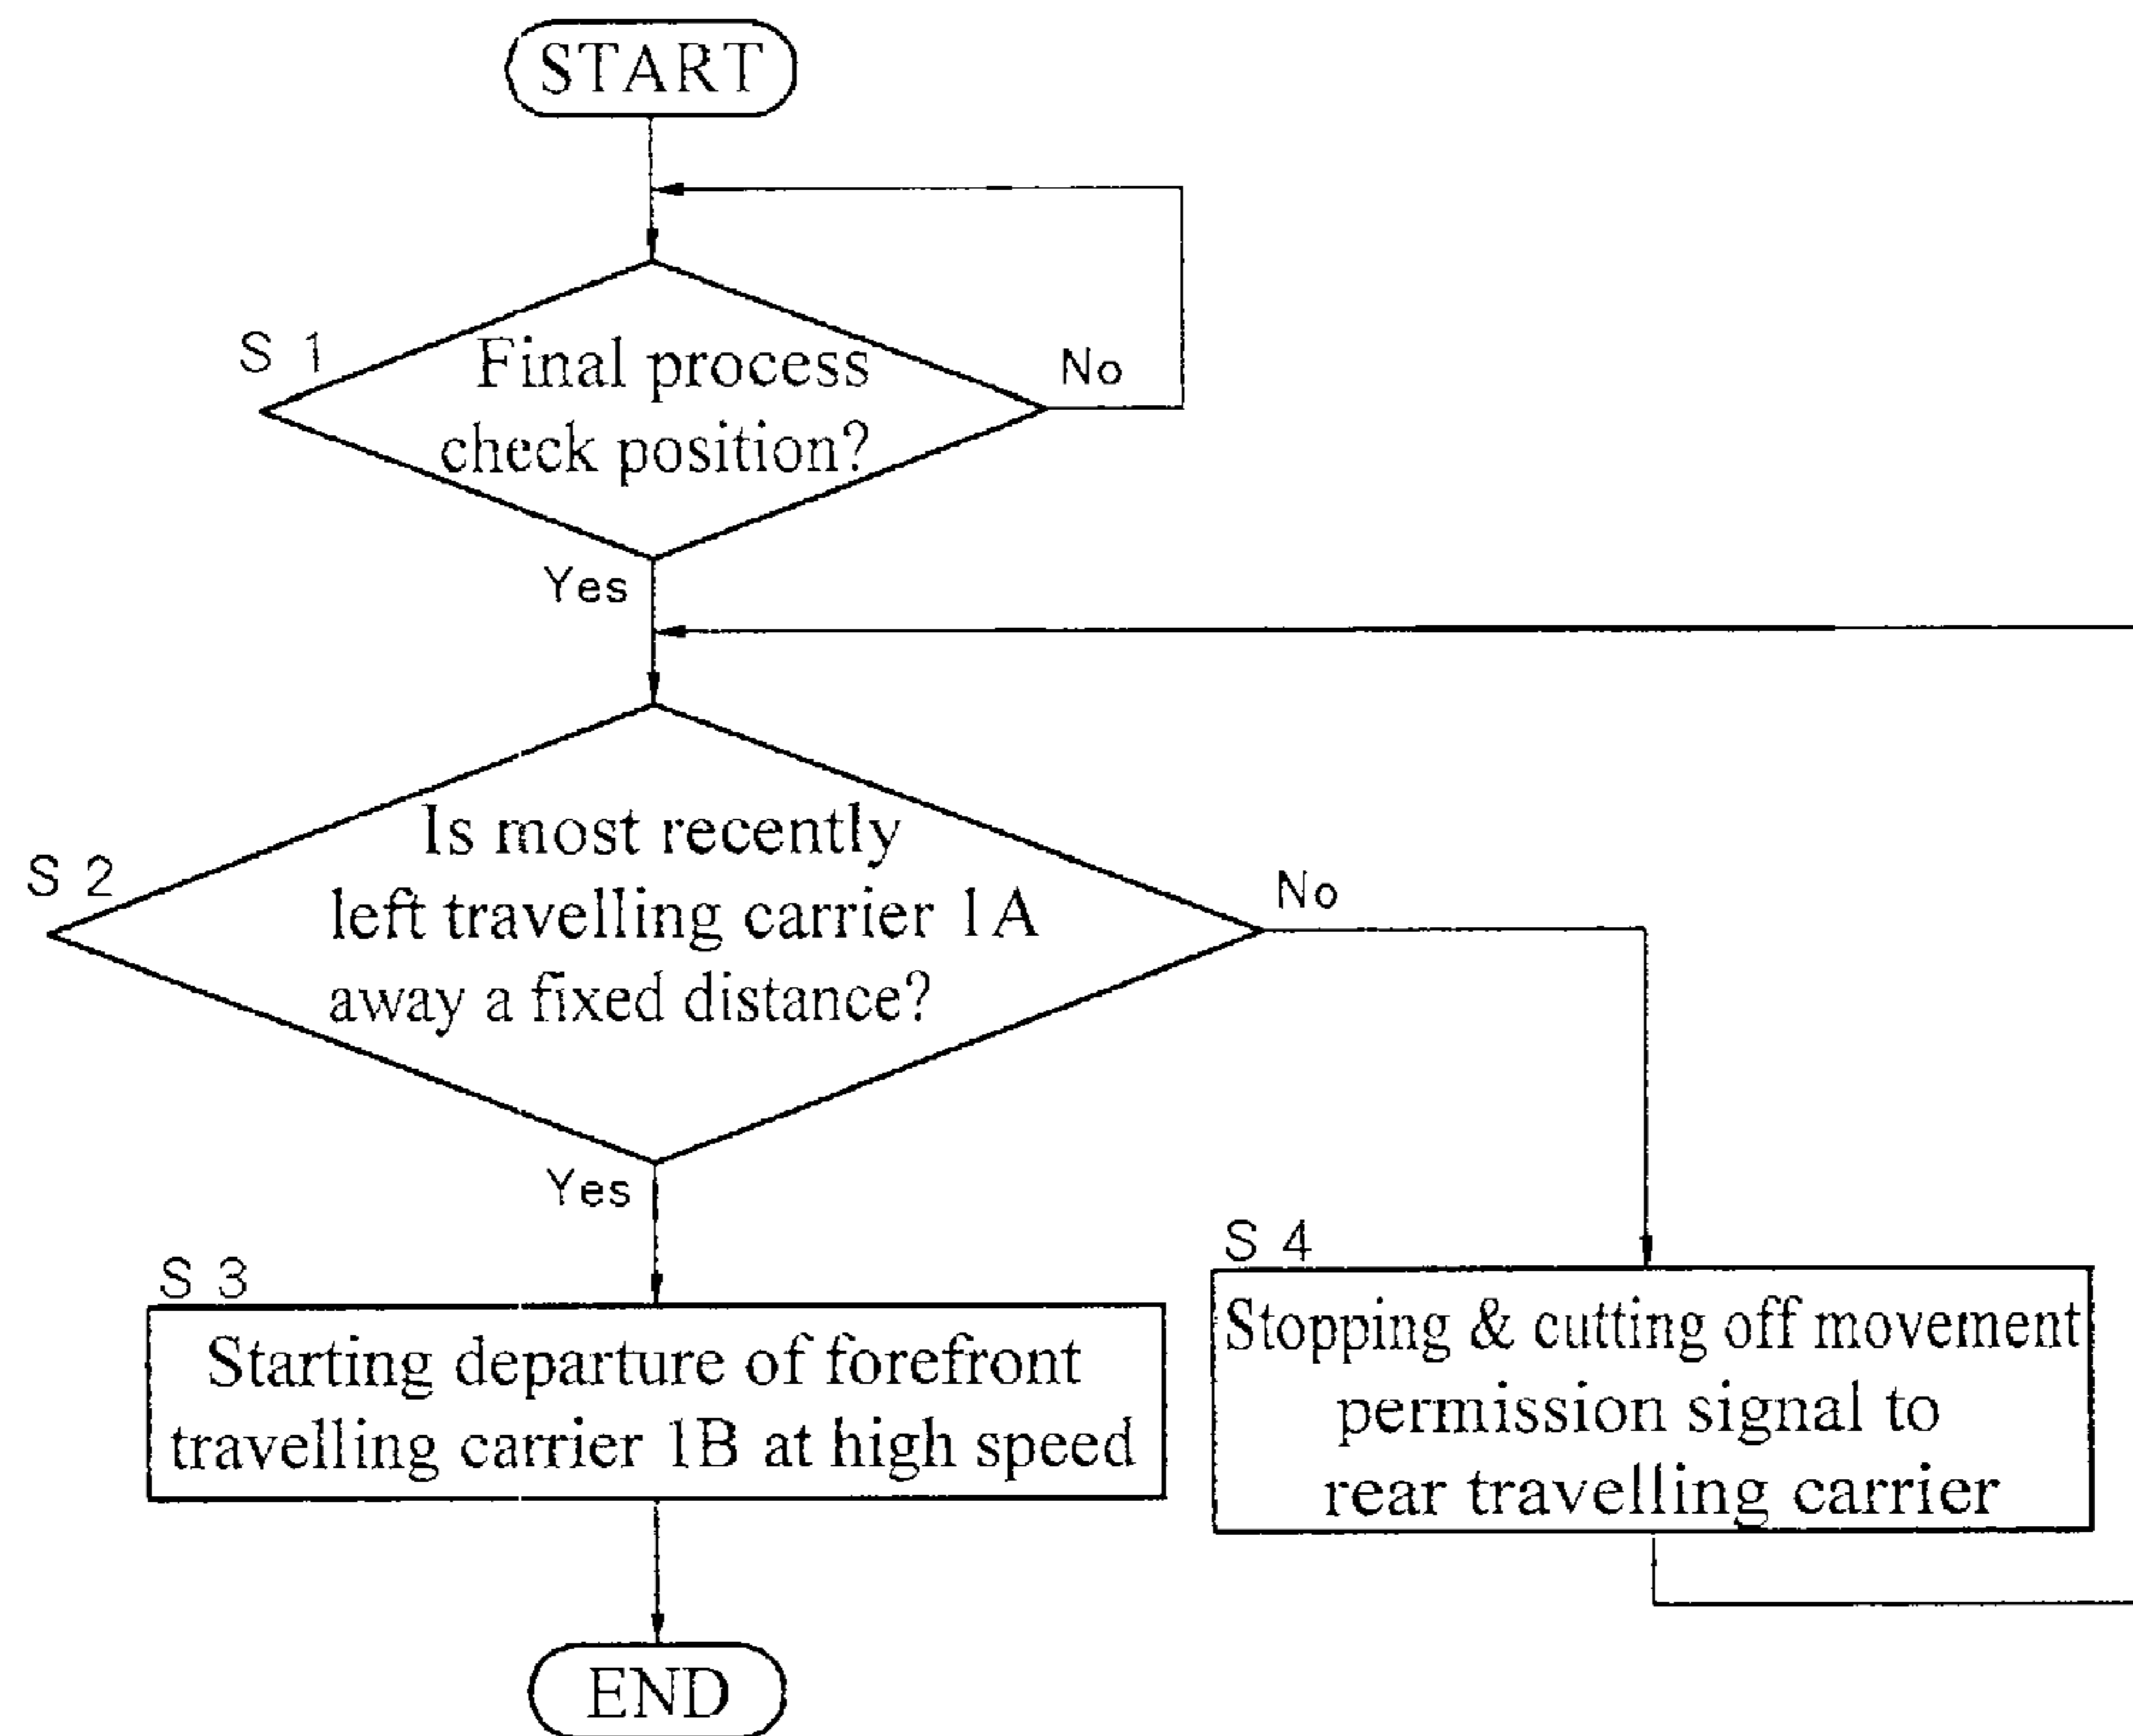 START
S 1
Final process
check position?
No
Yes
S 2
Is most recently
left travelling carrier 1A
away a fixed distance?
No
Yes
S 3
Starting departure of forefront
travelling carrier 1B at high speed
S 4
Stopping & cutting off movement
permission signal to
rear travelling carrier
END